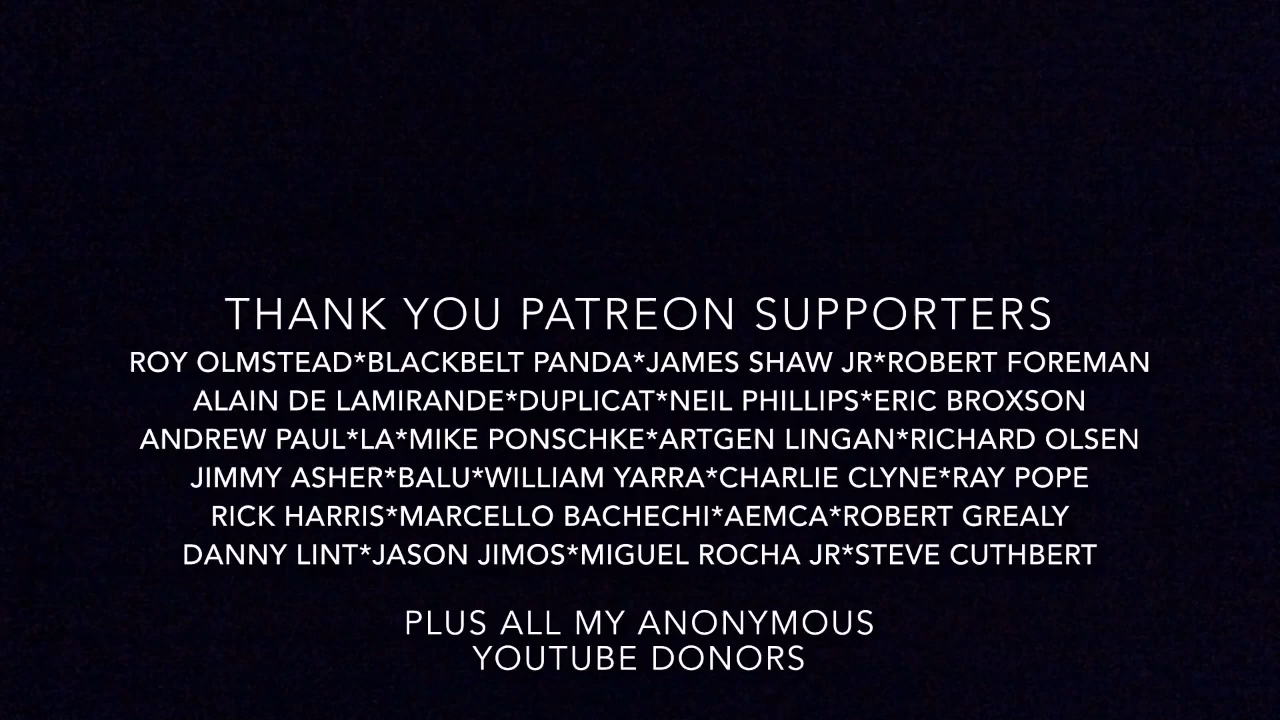 THANK YOU PATREON SUPPORTERS
ROY OLMSTEAD*BLACKBELT PANDA*JAMES SHAW JR*ROBERT FOREMAN
ALAIN DE LAMIRANDE*DUPLICAT*NEIL PHILLIPS*ERIC BROXSON
ANDREW PAUL*LA*MIKE PONSCHKE*ARTGEN LINGAN*RICHARD OLSEN
JIMMY ASHER*BALU*WILLIAM YARRA*CHARLIE CLYNE*RAY POPE
RICK HARRIS*MARCELLO BACHECHI*AEMCA*ROBERT GREALY
DANNY LINT*JASON JIMOS*MIGUEL ROCHA JR*STEVE CUTHBERT
PLUS ALL MY ANONYMOUS
YOUTUBE DONORS